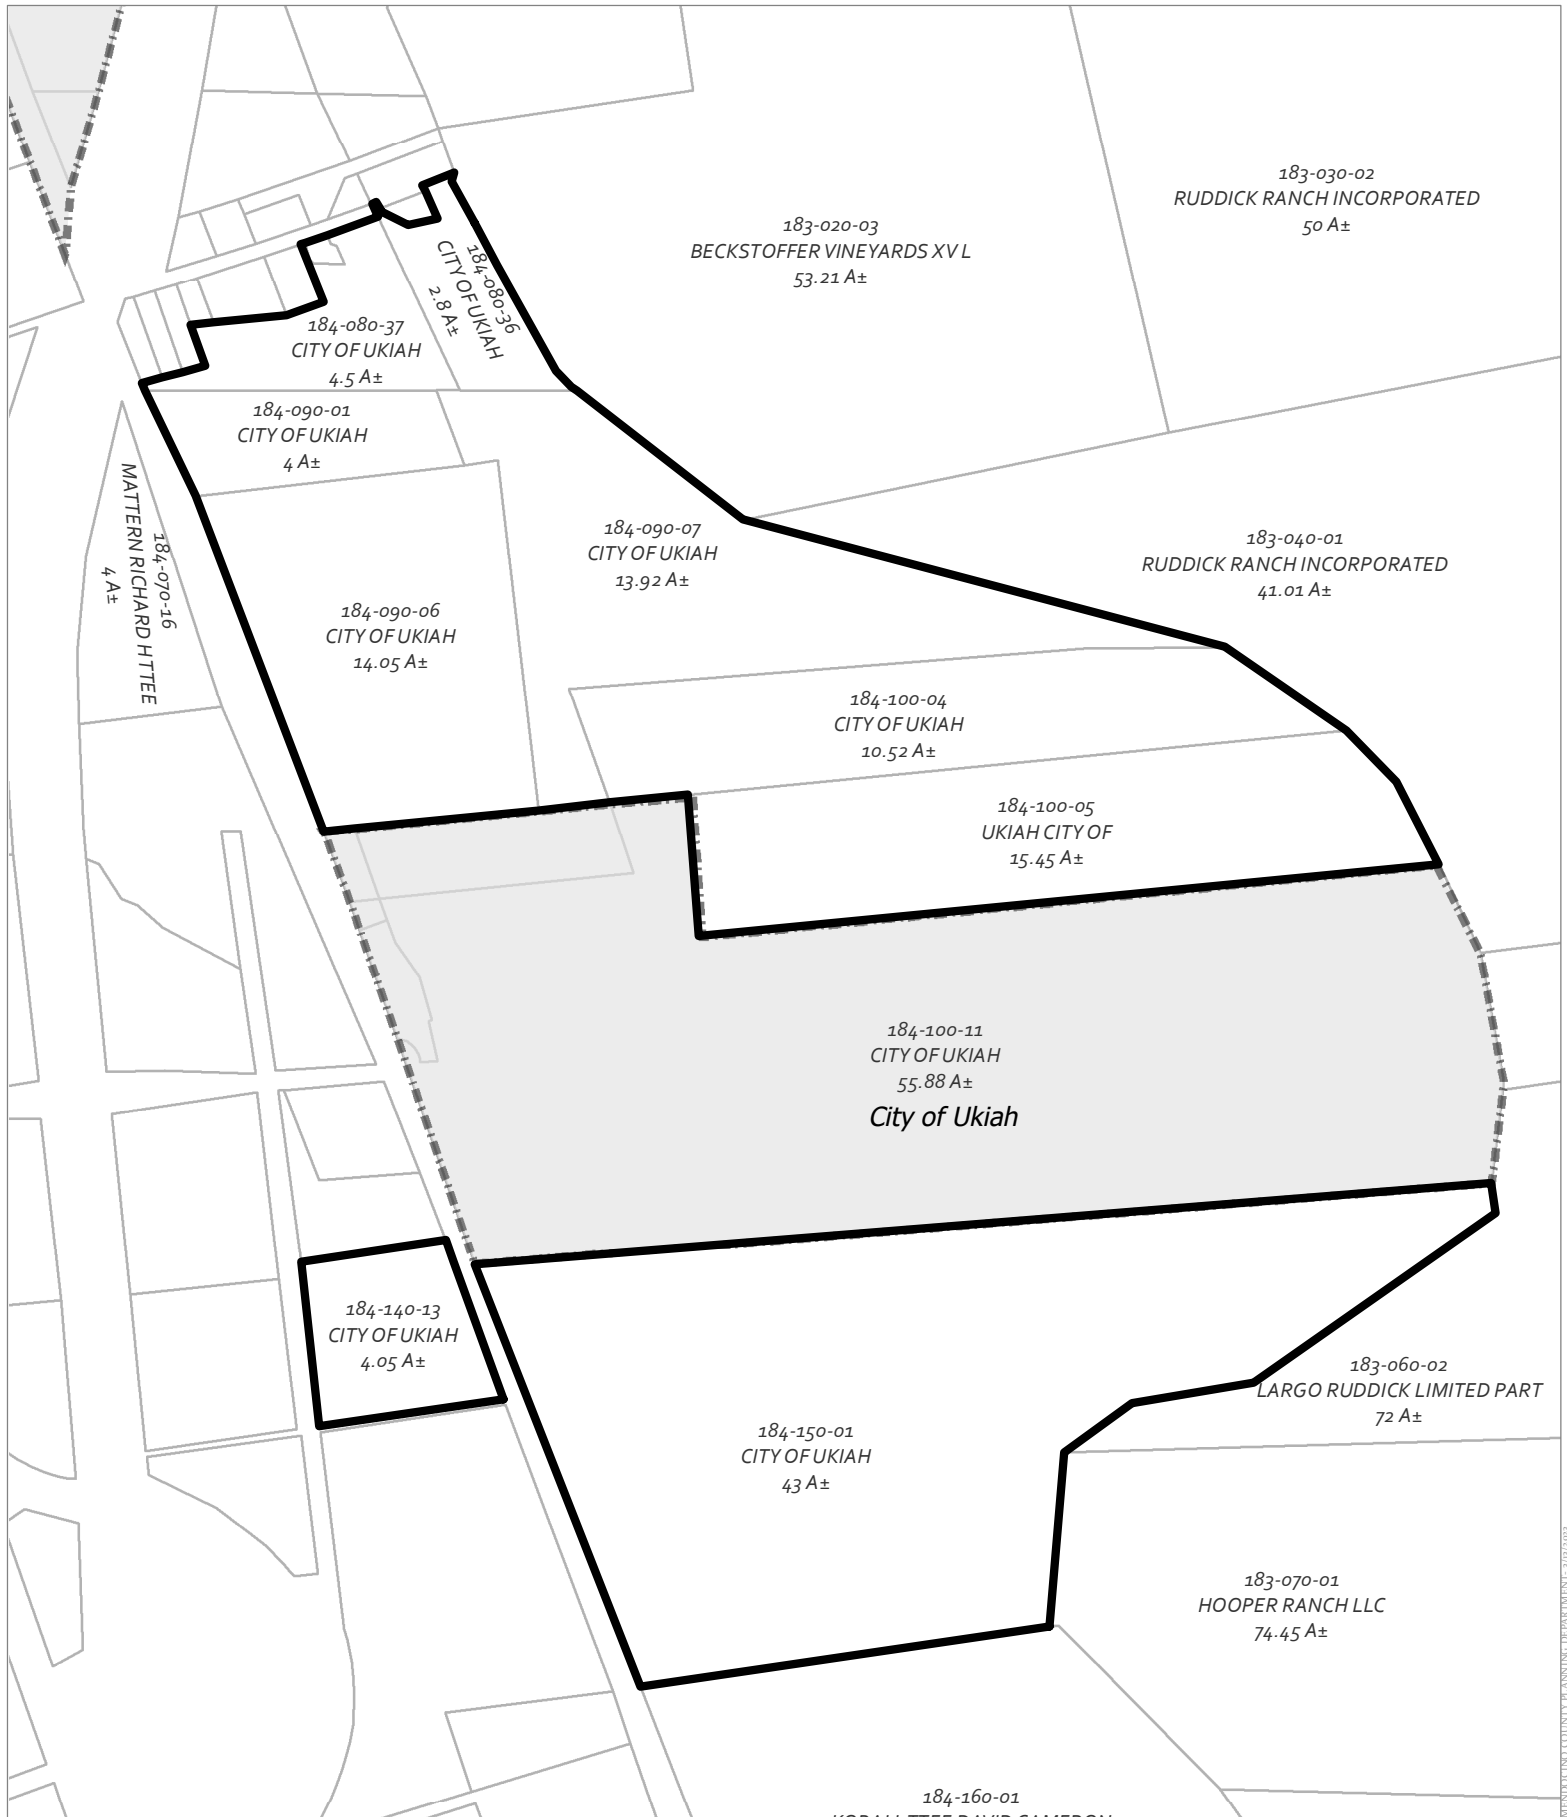 183-030-02
RUDDICK RANCH INCORPORATED
50 A±
183-020-03
BECKSTOFFER VINEYARDS XV L
53.21 A±
184-080-36
CITY OF UKIAH
2.8 A±
184-080-37
CITY OF UKIAH
4.5 A±
184-090-01
CITY OF UKIAH
4 A±
184-070-16
MATTERN RICHARD H TTEE
4 A±
184-090-07
CITY OF UKIAH
13.92 A±
183-040-01
RUDDICK RANCH INCORPORATED
41.01 A±
184-090-06
CITY OF UKIAH
14.05 A±
184-100-04
CITY OF UKIAH
10.52 A±
184-100-05
UKIAH CITY OF
15.45 A±
184-100-11
CITY OF UKIAH
55.88 A±
City of Ukiah
184-140-13
CITY OF UKIAH
4.05 A±
183-060-02
LARGO RUDDICK LIMITED PART
72 A±
184-150-01
CITY OF UKIAH
43 A±
183-070-01
HOOPER RANCH LLC
74.45 A±
184-160-01
DAVID CAMERON
COUNTY PLANNING DEPARTMENT